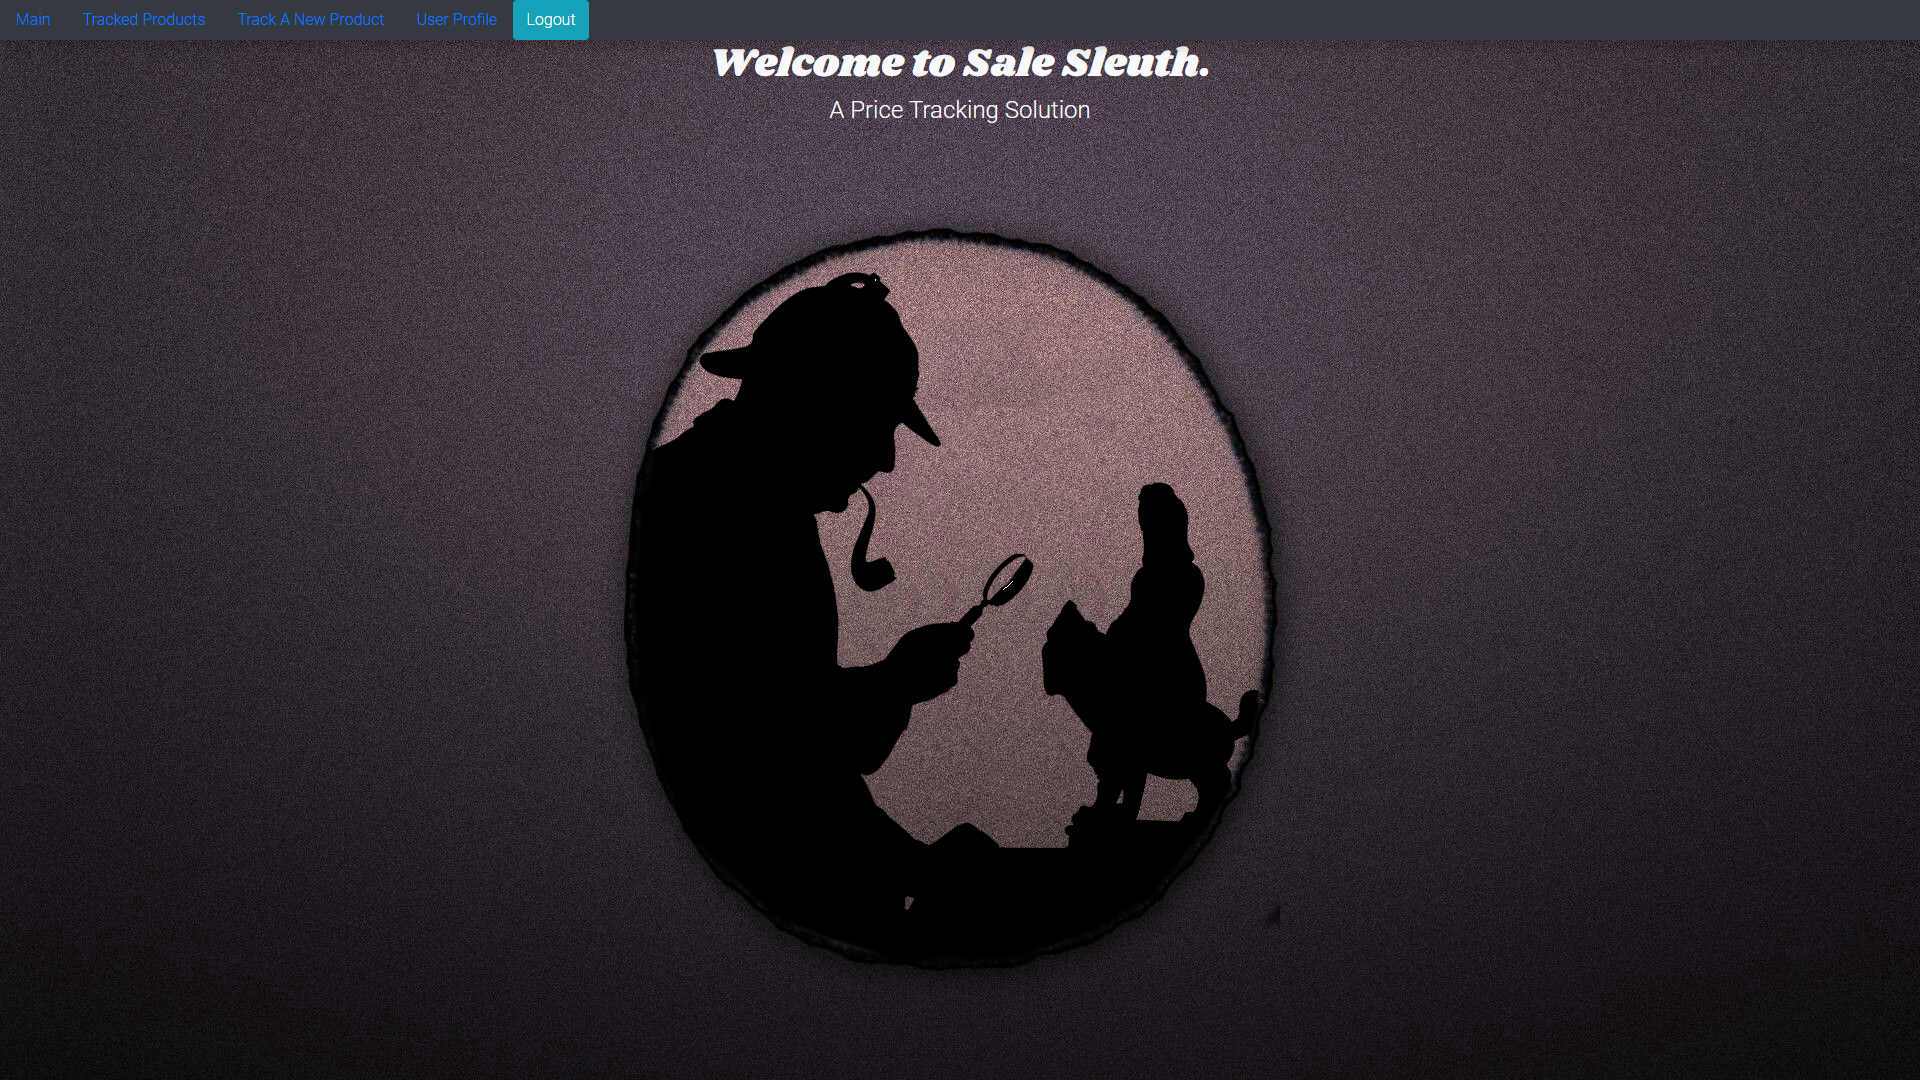 Main Tracked Products Track A New Product User Profile Logout
Welcome to Sale Sleuth.
A Price Tracking Solution